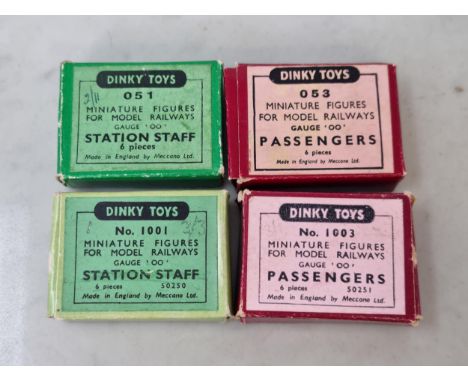 DINKY TOYS
051
2/11
MINIATURE FIGURES
FOR MODEL RAILWAYS
GAUGE 'OO'
STATION STAFF
6 pieces
Made in England by Meccano Ltd.
DINKY TOYS
053
MINIATURE FIGURES
FOR MODEL RAILWAYS
GAUGE 'OO'
PASSENGERS
6 pieces
Made in England by Meccano Ltd.
DINKY TOYS
No. 1001
MINIATURE FIGURES
FOR MODEL RAILWAYS
GAUGE 'OO'
STATION STAFF
6 pieces 50250
Made in England by Meccano Ltd.
DINKY TOYS
No. 1003
MINIATURE FIGURES
FOR MODEL RAILWAYS
GAUGE 'OO'
PASSENGERS
6 pieces 50251
Made in England by Meccano Ltd.